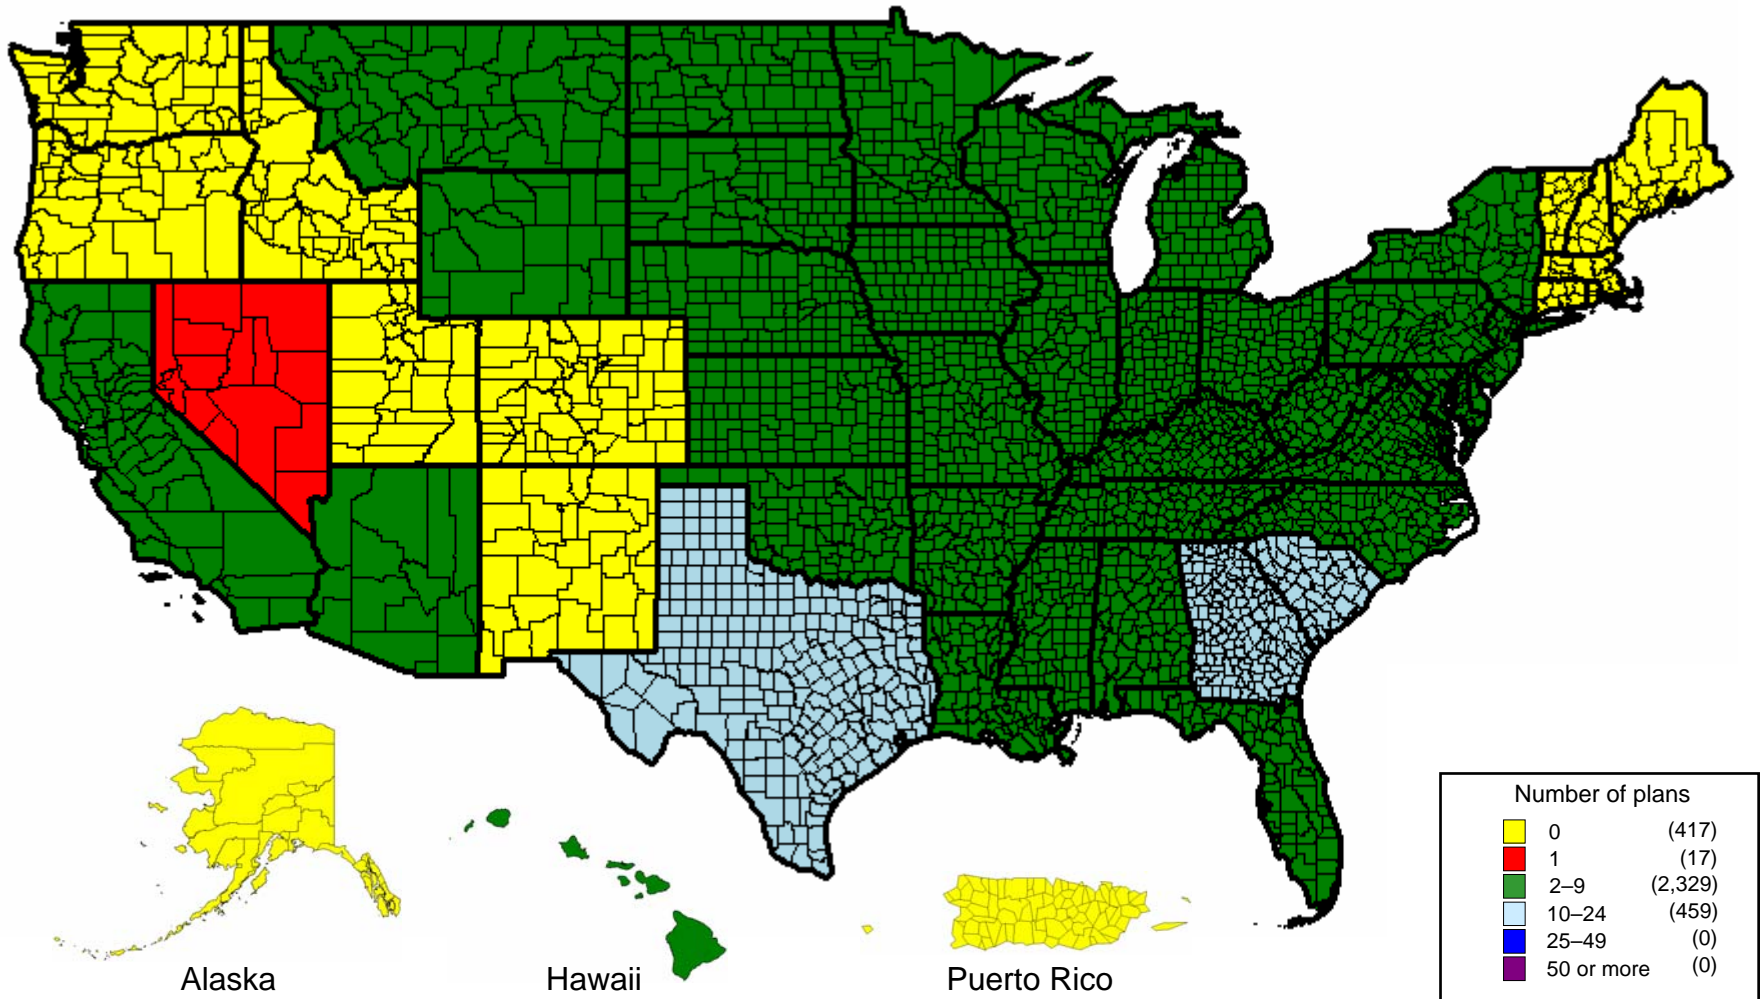 Alaska
Hawaii
Puerto Rico
Number of plans
0 (417)
1 (17)
2–9 (2,329)
10–24 (459)
25–49 (0)
50 or more (0)